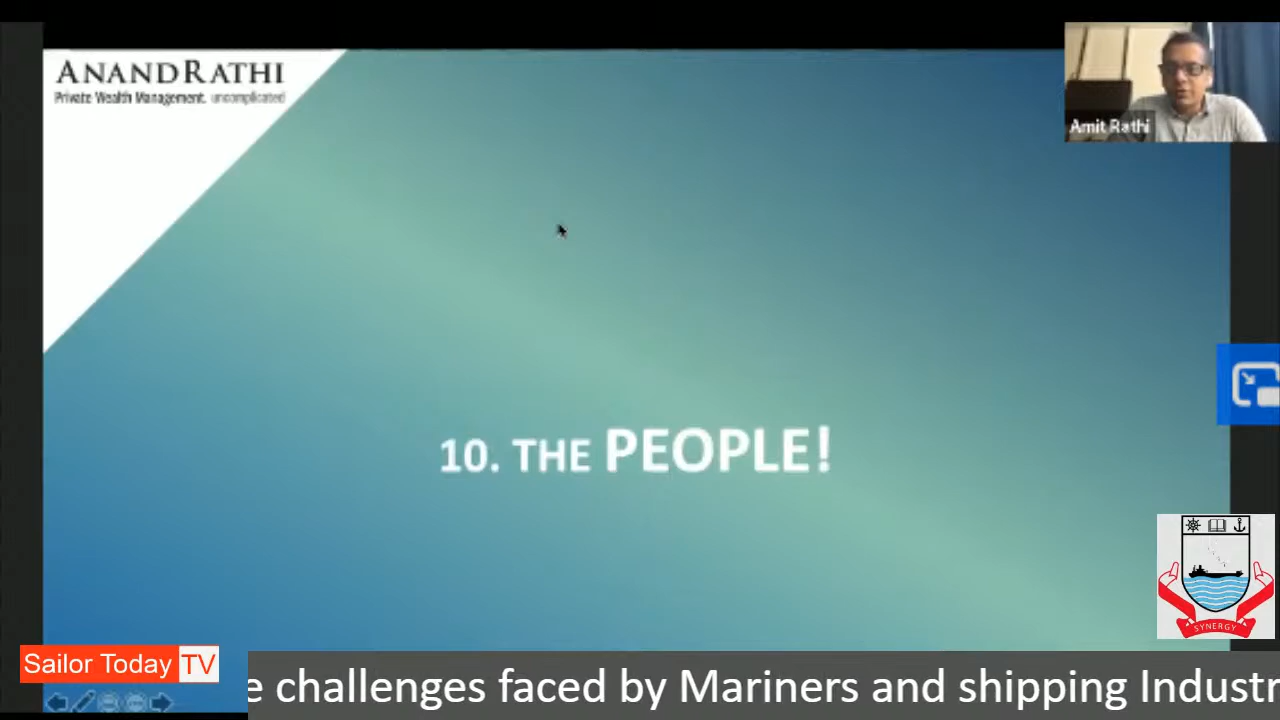 ANANDRATHI
Private Wealth Management. uncomplicated
Amit Rathi
10. THE PEOPLE!
SYNERGY
Sailor Today TV
e challenges faced by Mariners and shipping Industr